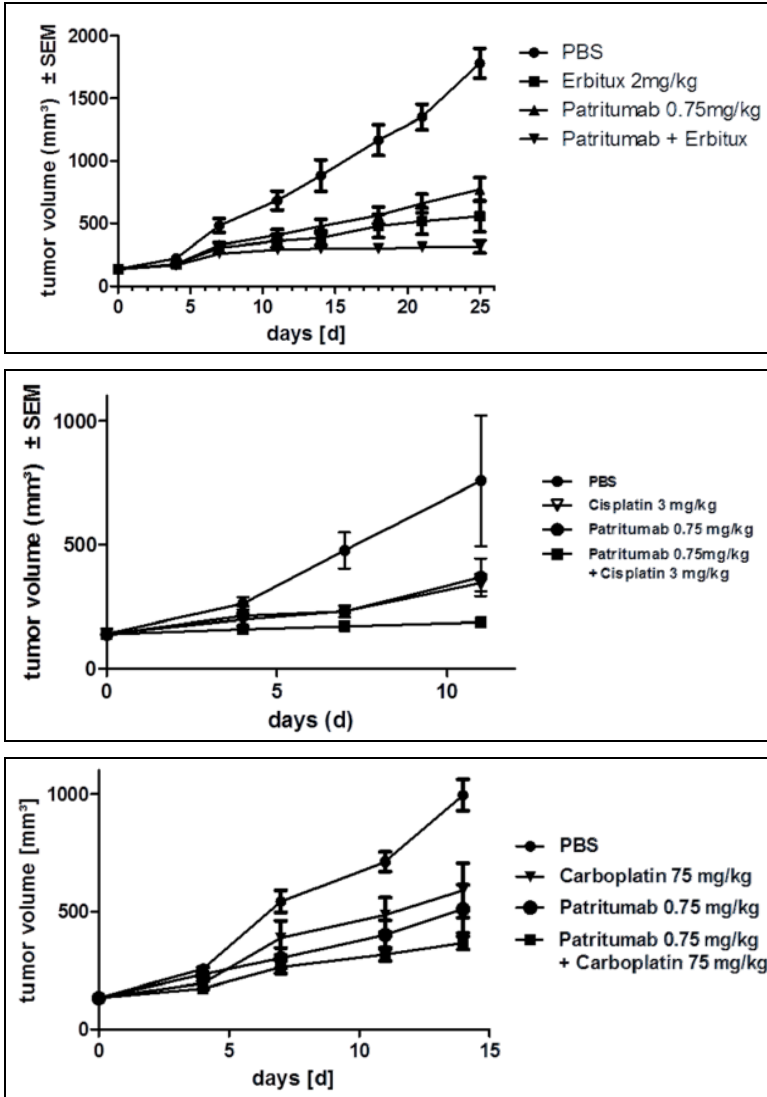 tumor volume (mm³) ± SEM
2000
1500
1000
500
0
0 5 10 15 20 25
days [d]
PBS
Erbitux 2mg/kg
Patritumab 0.75mg/kg
Patritumab + Erbitux
tumor volume (mm³) ± SEM
1000
500
0
0 5 10
days (d)
PBS
Cisplatin 3 mg/kg
Patritumab 0.75 mg/kg
Patritumab 0.75mg/kg
+ Cisplatin 3 mg/kg
tumor volume [mm³]
1000
500
0
0 5 10 15
days [d]
PBS
Carboplatin 75 mg/kg
Patritumab 0.75 mg/kg
Patritumab 0.75 mg/kg
+ Carboplatin 75 mg/kg